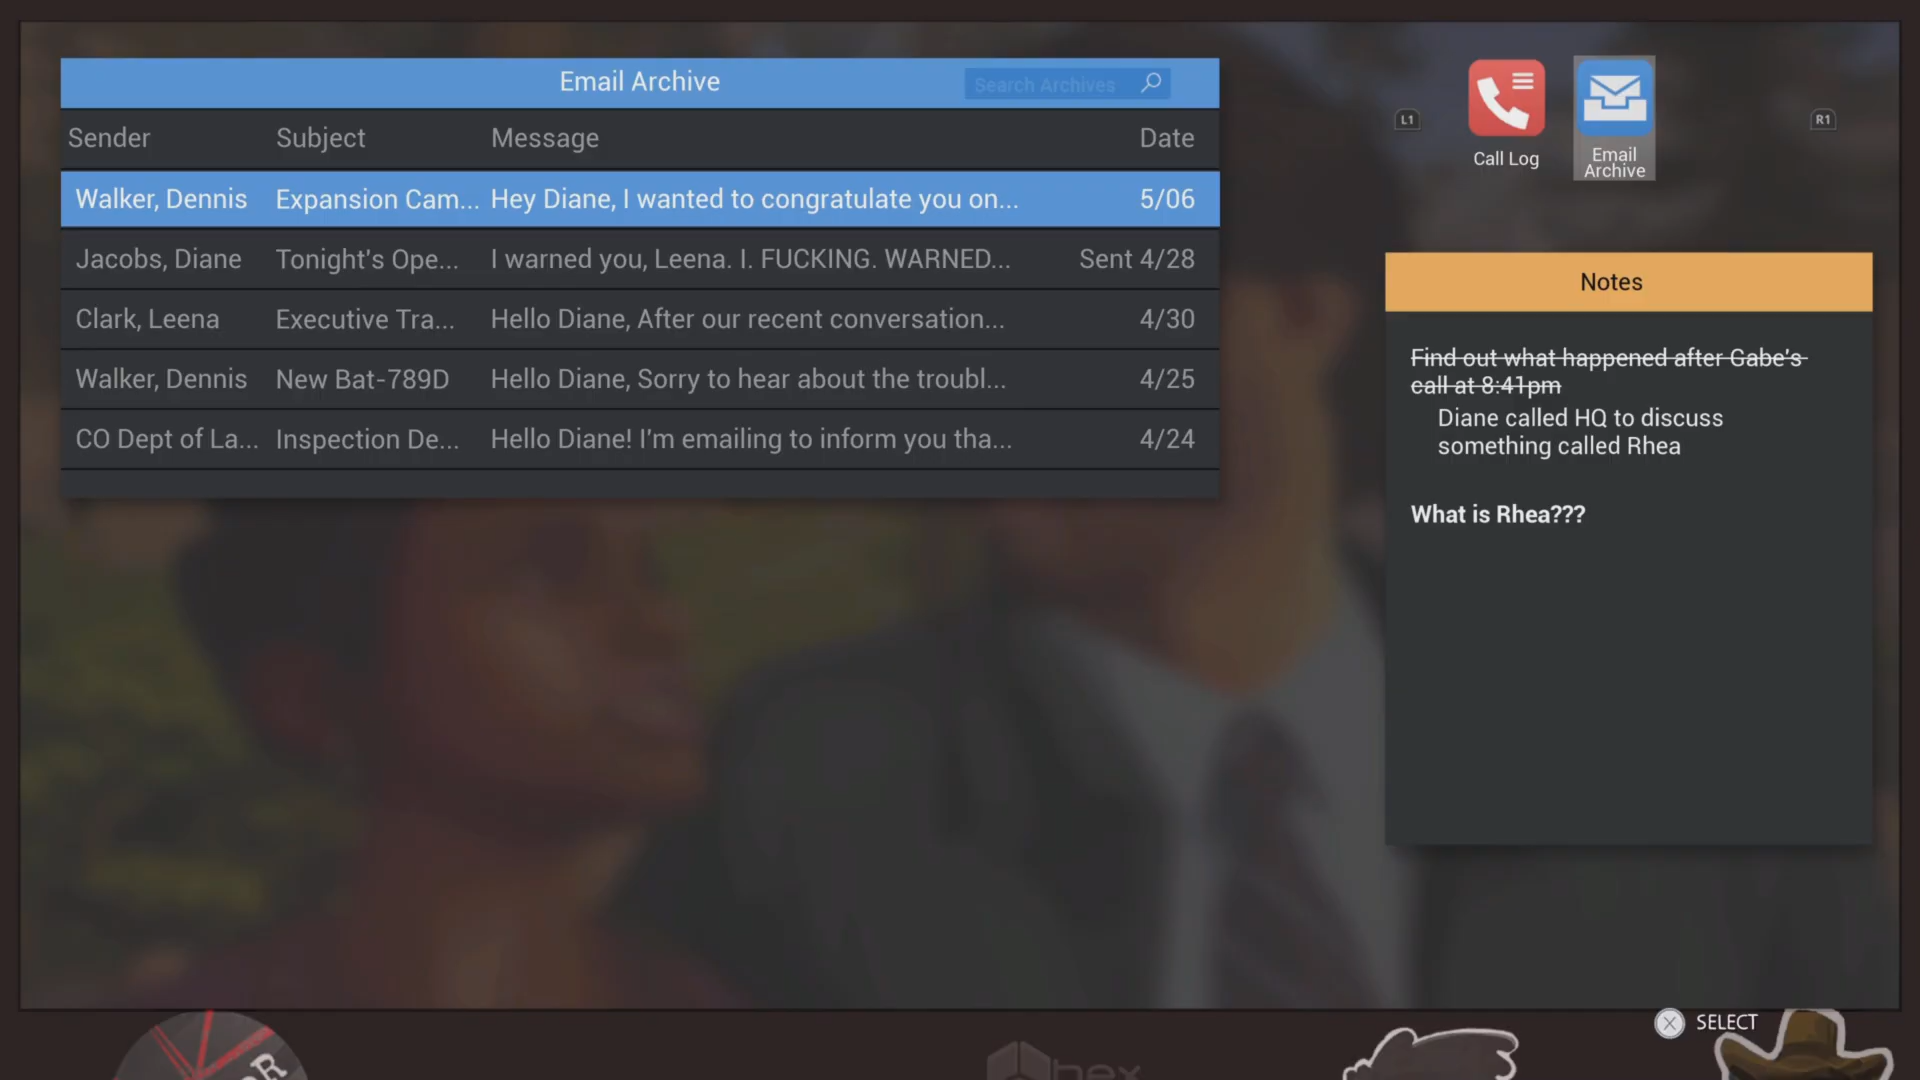 Email Archive
Search Archives
Sender Subject Message Date
Walker, Dennis Expansion Cam... Hey Diane, I wanted to congratulate you on... 5/06
Jacobs, Diane Tonight's Ope... I warned you, Leena. I. FUCKING. WARNED... Sent 4/28
Clark, Leena Executive Tra... Hello Diane, After our recent conversation... 4/30
Walker, Dennis New Bat-789D Hello Diane, Sorry to hear about the troubl... 4/25
CO Dept of La... Inspection De... Hello Diane! I'm emailing to inform you tha... 4/24
L1
Call Log
Email
Archive
R1
Notes
Find out what happened after Gabe's
call at 8:41pm
Diane called HQ to discuss
something called Rhea
What is Rhea???
SELECT
hex